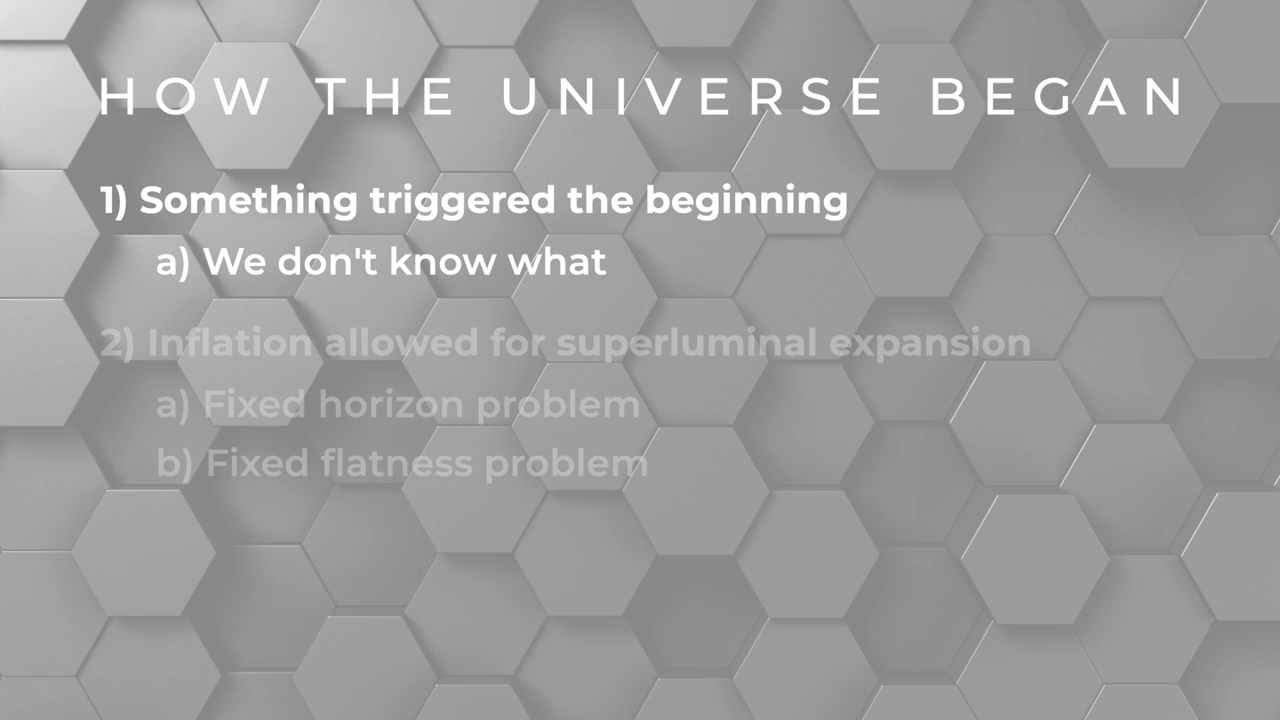 HOW THE UNIVERSE BEGAN
1) Something triggered the beginning
a) We don't know what
2) Inflation allowed for superluminal expansion
a) Fixed horizon problem
b) Fixed flatness problem